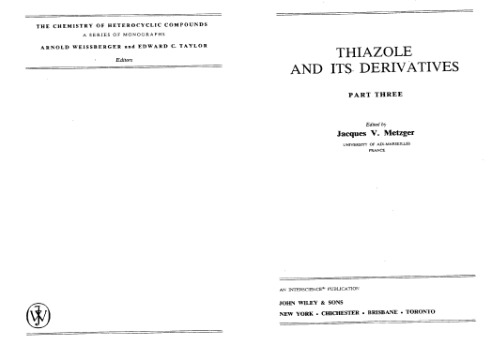 THE CHEMISTRY OF HETEROCYCLIC COMPOUNDS
A SERIES OF MONOGRAPHS
ARNOLD WEISSBERGER and EDWARD C. TAYLOR
Editors
THIAZOLE
AND ITS DERIVATIVES
PART THREE
Edited by
Jacques V. Metzger
UNIVERSITY OF AIX-MARSEILLES
FRANCE
AN INTERSCIENCE® PUBLICATION
JOHN WILEY & SONS
NEW YORK • CHICHESTER • BRISBANE • TORONTO